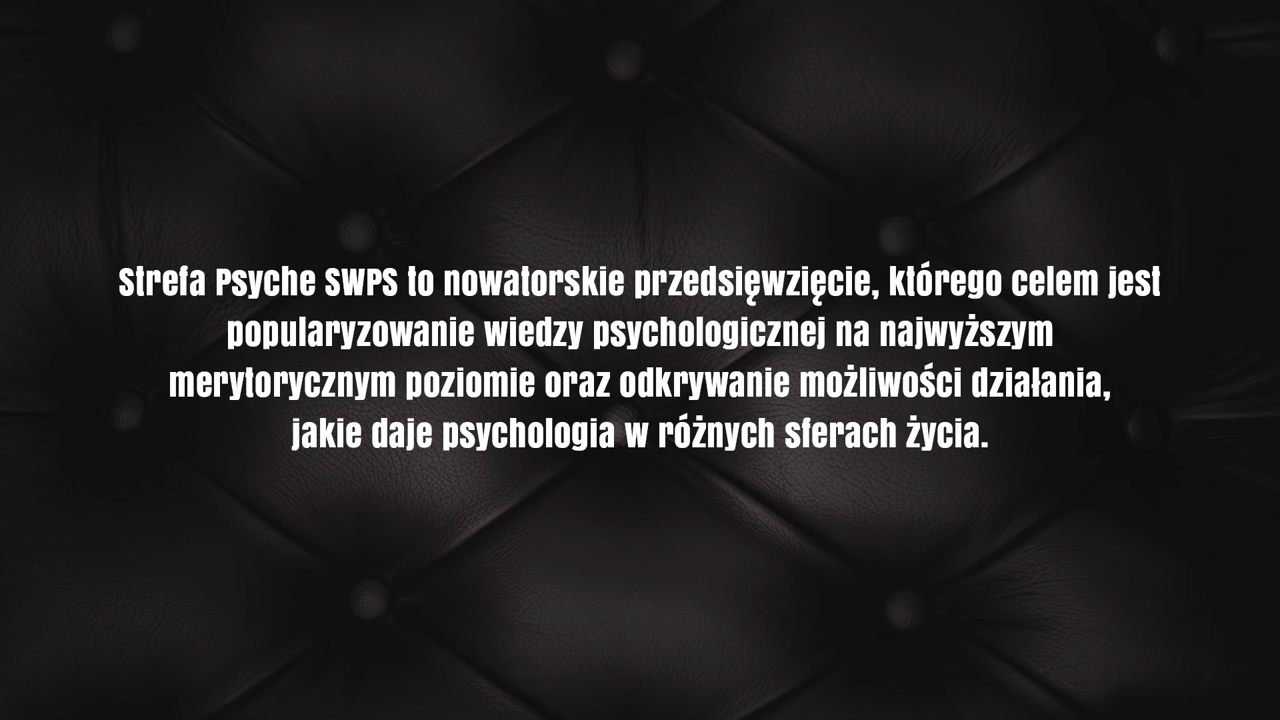 Strefa Psyche SWPS to nowatorskie przedsięwzięcie, którego celem jest
popularyzowanie wiedzy psychologicznej na najwyższym
merytorycznym poziomie oraz odkrywanie możliwości działania,
jakie daje psychologia w różnych sferach życia.